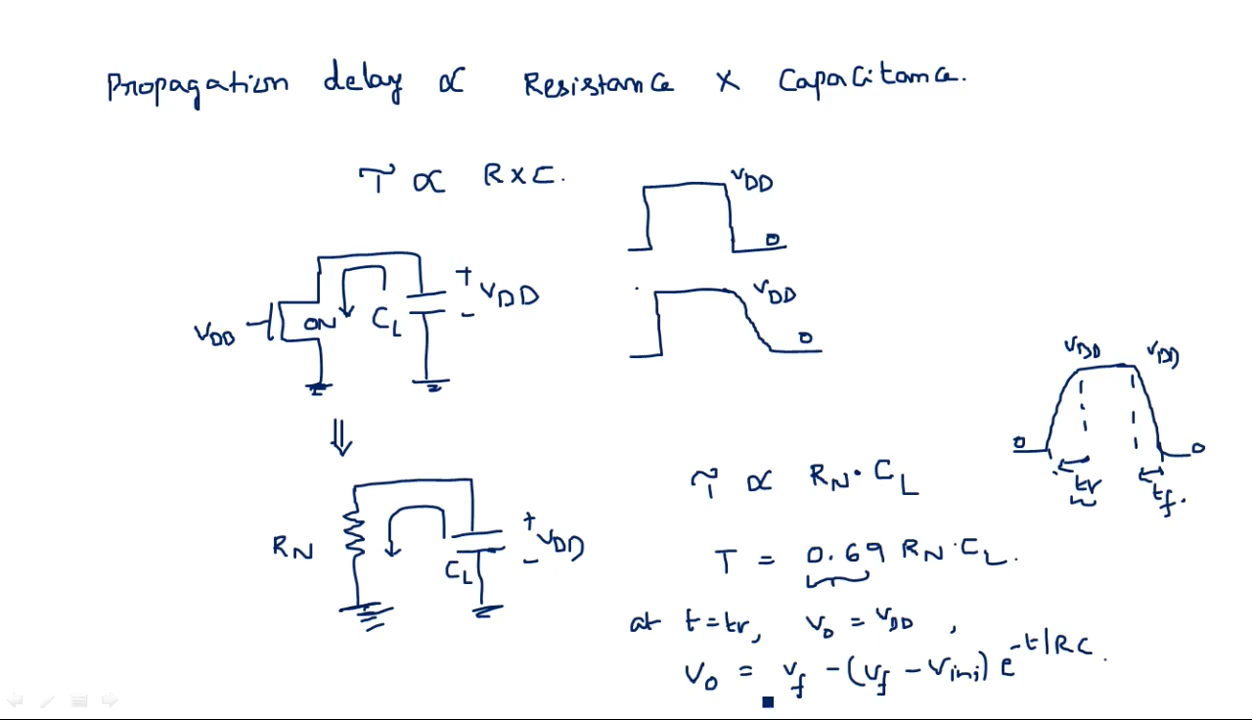 Propagation delay ∝ Resistance × Capacitance.
T ∝ R×C.
VDD
0
VDD ON CL + VDD -
VDD
0
VDD VDD
0 0
tr tf.
RN CL + VDD -
T ∝ RN · CL
T = 0.69 RN · CL.
at t=tr, Vo = VDD ,
Vo = Vf - (Vf - Vini) e^-t/RC.